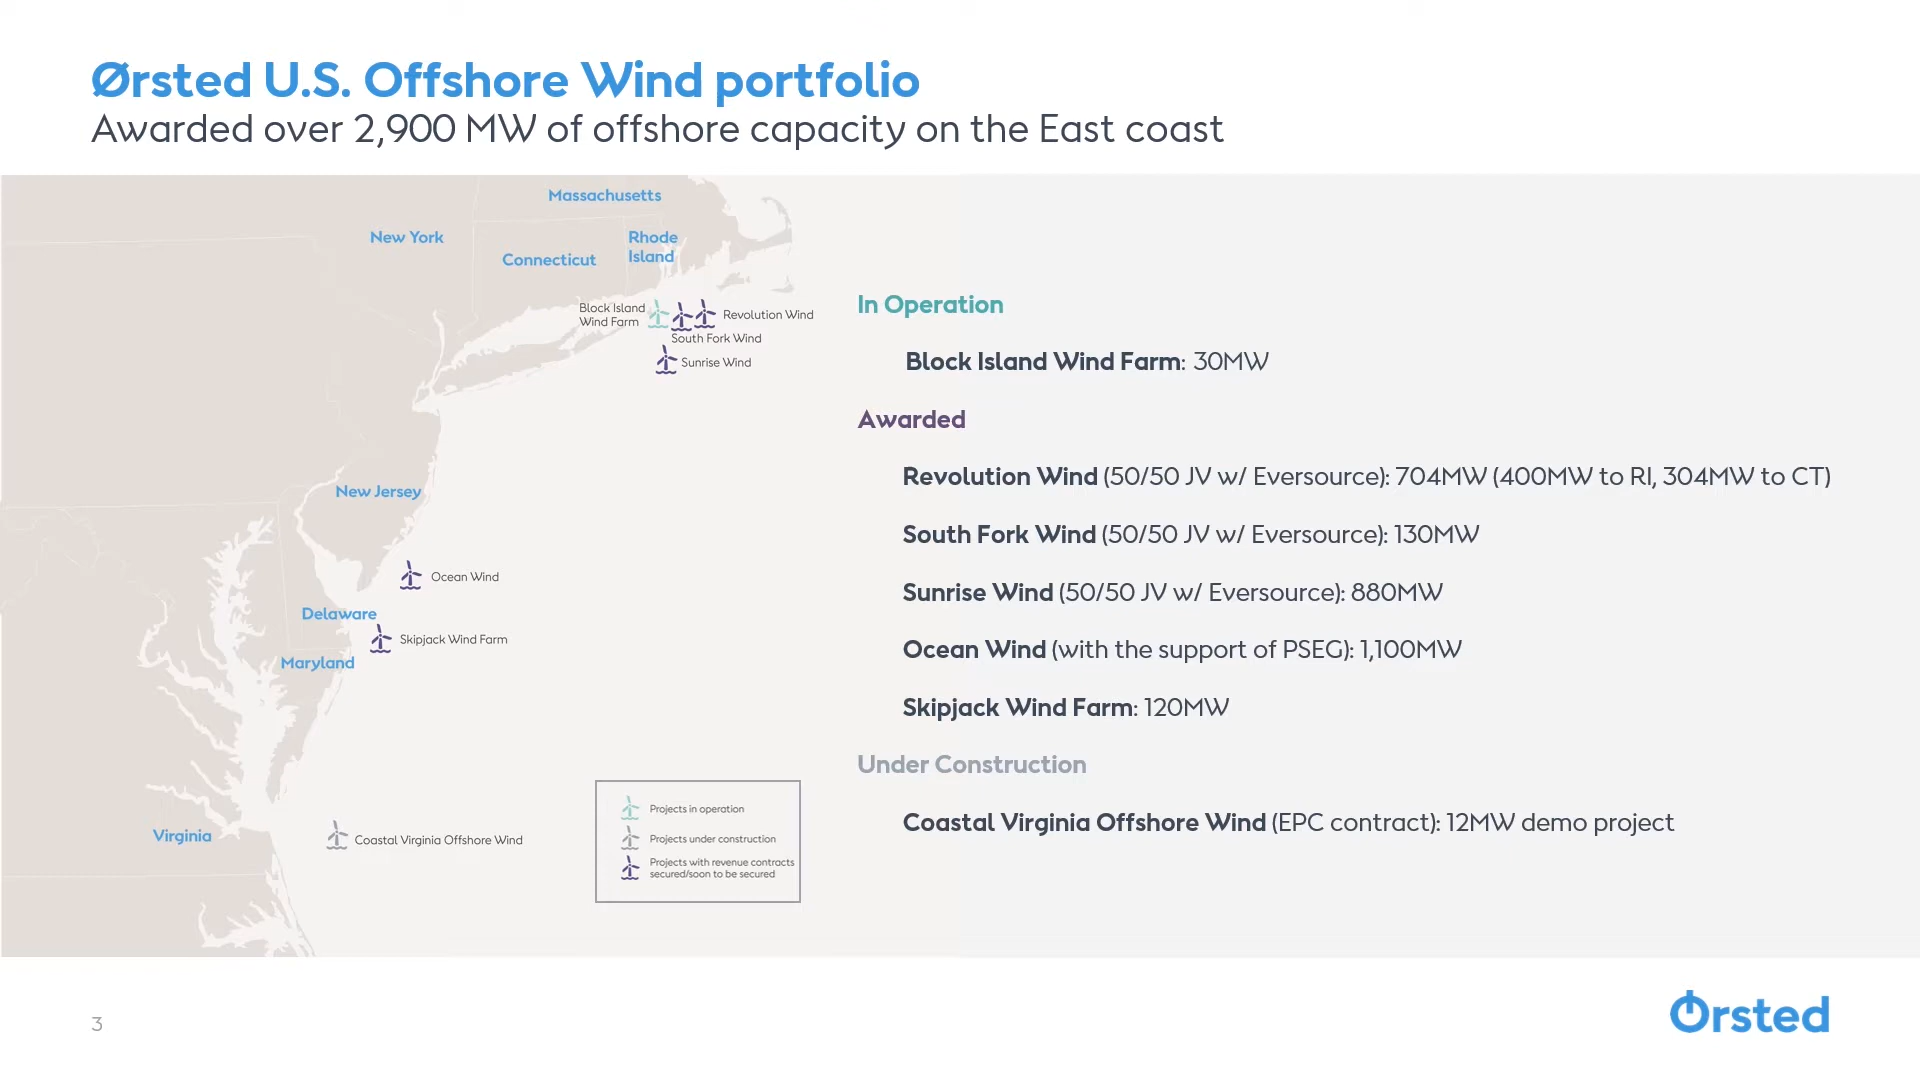 Ørsted U.S. Offshore Wind portfolio
Awarded over 2,900 MW of offshore capacity on the East coast
Massachusetts
New York
Rhode
Island
Connecticut
Block Island
Wind Farm
Revolution Wind
South Fork Wind
Sunrise Wind
New Jersey
Ocean Wind
Delaware
Skipjack Wind Farm
Maryland
Virginia
Coastal Virginia Offshore Wind
Projects in operation
Projects under construction
Projects with revenue contracts
secured/soon to be secured
In Operation
Block Island Wind Farm: 30MW
Awarded
Revolution Wind (50/50 JV w/ Eversource): 704MW (400MW to RI, 304MW to CT)
South Fork Wind (50/50 JV w/ Eversource): 130MW
Sunrise Wind (50/50 JV w/ Eversource): 880MW
Ocean Wind (with the support of PSEG): 1,100MW
Skipjack Wind Farm: 120MW
Under Construction
Coastal Virginia Offshore Wind (EPC contract): 12MW demo project
3
Ørsted